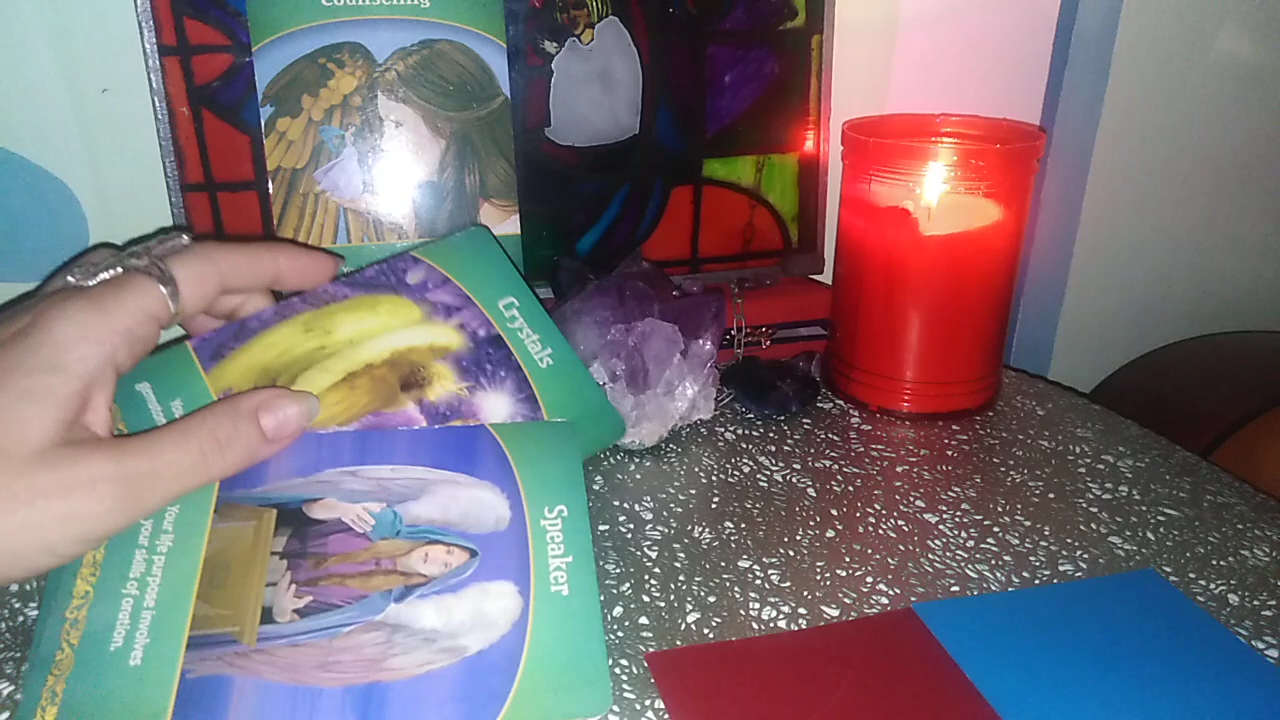 Counseling
Crystals
Speaker
Your life purpose involves
your skills of oration.